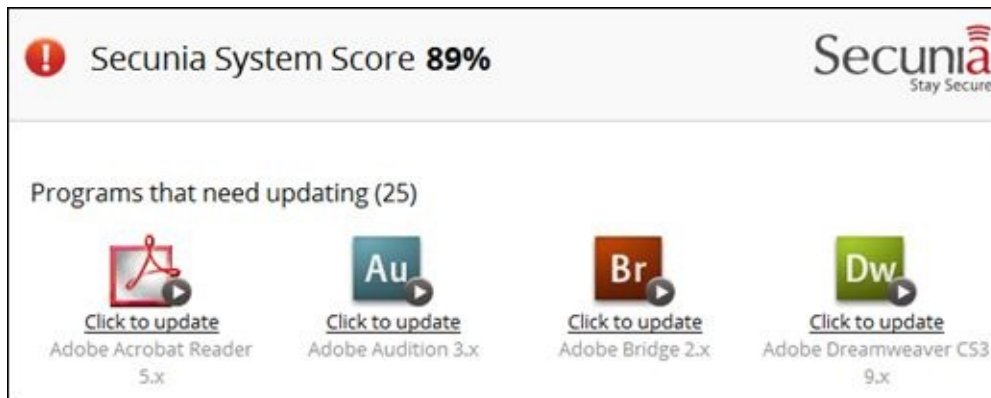 Secunia System Score 89%
Secunia
Stay Secure
Programs that need updating (25)
Au
Br
Dw
Click to update
Click to update
Click to update
Click to update
Adobe Acrobat Reader
5.x
Adobe Audition 3.x
Adobe Bridge 2.x
Adobe Dreamweaver CS3
9.x